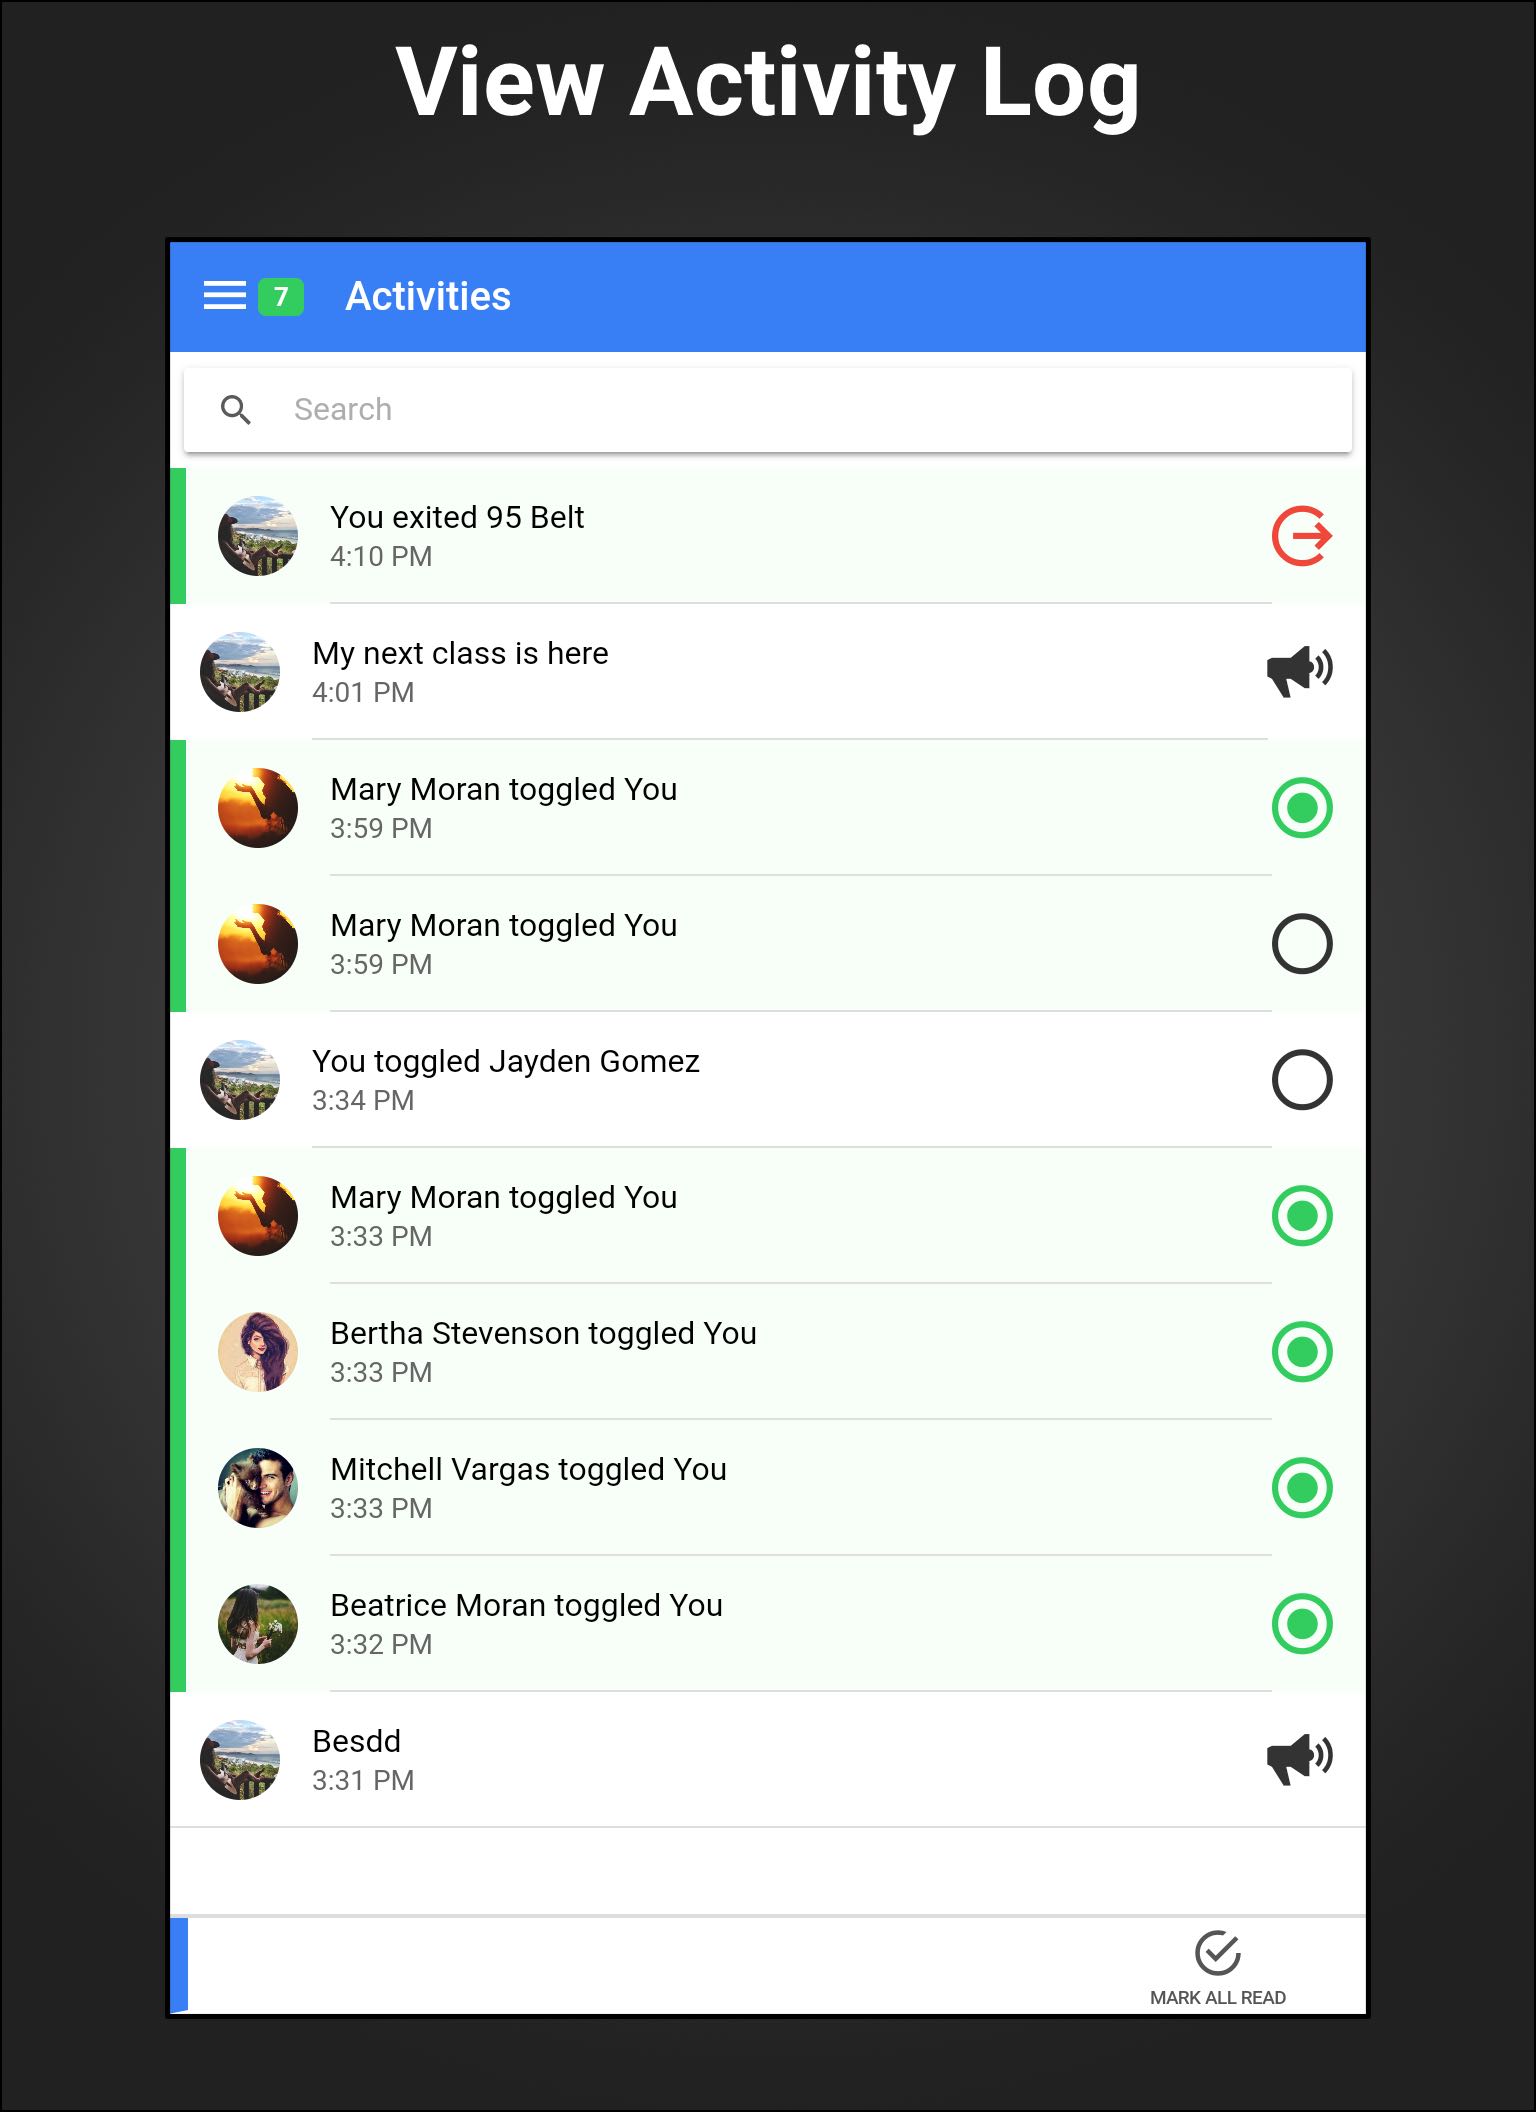 View Activity Log
7 Activities
Search
You exited 95 Belt
4:10 PM
My next class is here
4:01 PM
Mary Moran toggled You
3:59 PM
Mary Moran toggled You
3:59 PM
You toggled Jayden Gomez
3:34 PM
Mary Moran toggled You
3:33 PM
Bertha Stevenson toggled You
3:33 PM
Mitchell Vargas toggled You
3:33 PM
Beatrice Moran toggled You
3:32 PM
Besdd
3:31 PM
MARK ALL READ